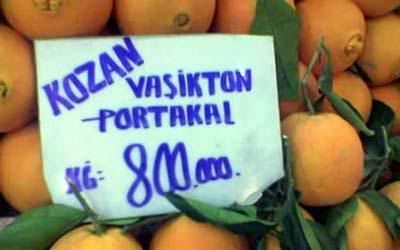 KOZAN
VAŞİKTON
PORTAKAL
KG: 800.000.